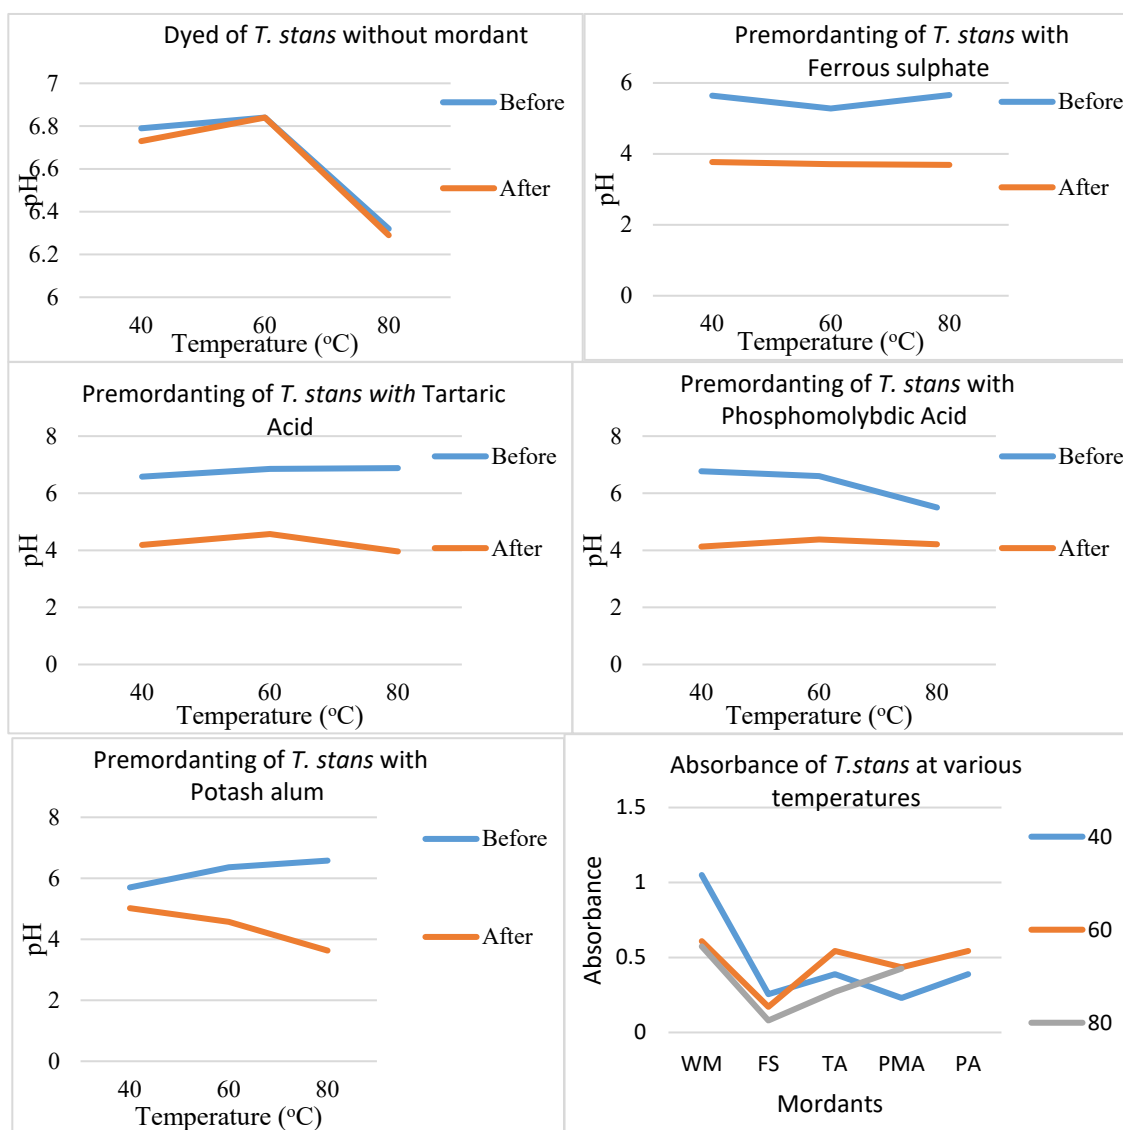 Dyed of T. stans without mordant
7
6.8
6.6
6.4
6.2
6
pH
40 60 80
Temperature (oC)
Before
After
Premordanting of T. stans with
Ferrous sulphate
6
4
2
0
pH
40 60 80
Temperature (oC)
Before
After
Premordanting of T. stans with Tartaric
Acid
8
6
4
2
0
pH
40 60 80
Temperature (oC)
Before
After
Premordanting of T. stans with
Phosphomolybdic Acid
8
6
4
2
0
pH
40 60 80
Temperature (oC)
Before
After
Premordanting of T. stans with
Potash alum
8
6
4
2
0
pH
40 60 80
Temperature (oC)
Before
After
Absorbance of T.stans at various
temperatures
1.5
1
0.5
0
Absorbance
WM FS TA PMA PA
Mordants
40
60
80